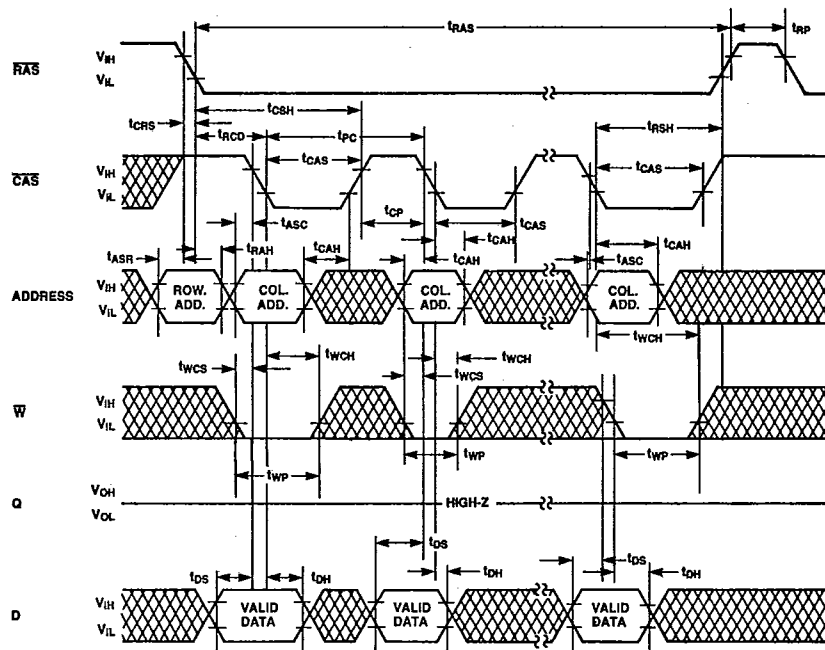 tRAS
tRP
RAS
VIH
VIL
tCSH
tCRS
tRCD
tPC
tRSH
CAS
VIH
VIL
tCAS
tCAS
tCP
tCAS
tASC
tASR
tRAH
tCAH
tCAH
tCAH
tCAH
tASC
ADDRESS
VIH
VIL
ROW. ADD.
COL. ADD.
COL. ADD.
COL. ADD.
tWCH
tWCS
tWCH
tWCS
tWCH
W
VIH
VIL
tWP
tWP
tWP
Q
VOH
VOL
HIGH-Z
tDS
tDH
tDS
tDH
tDS
tDH
D
VIH
VIL
VALID DATA
VALID DATA
VALID DATA